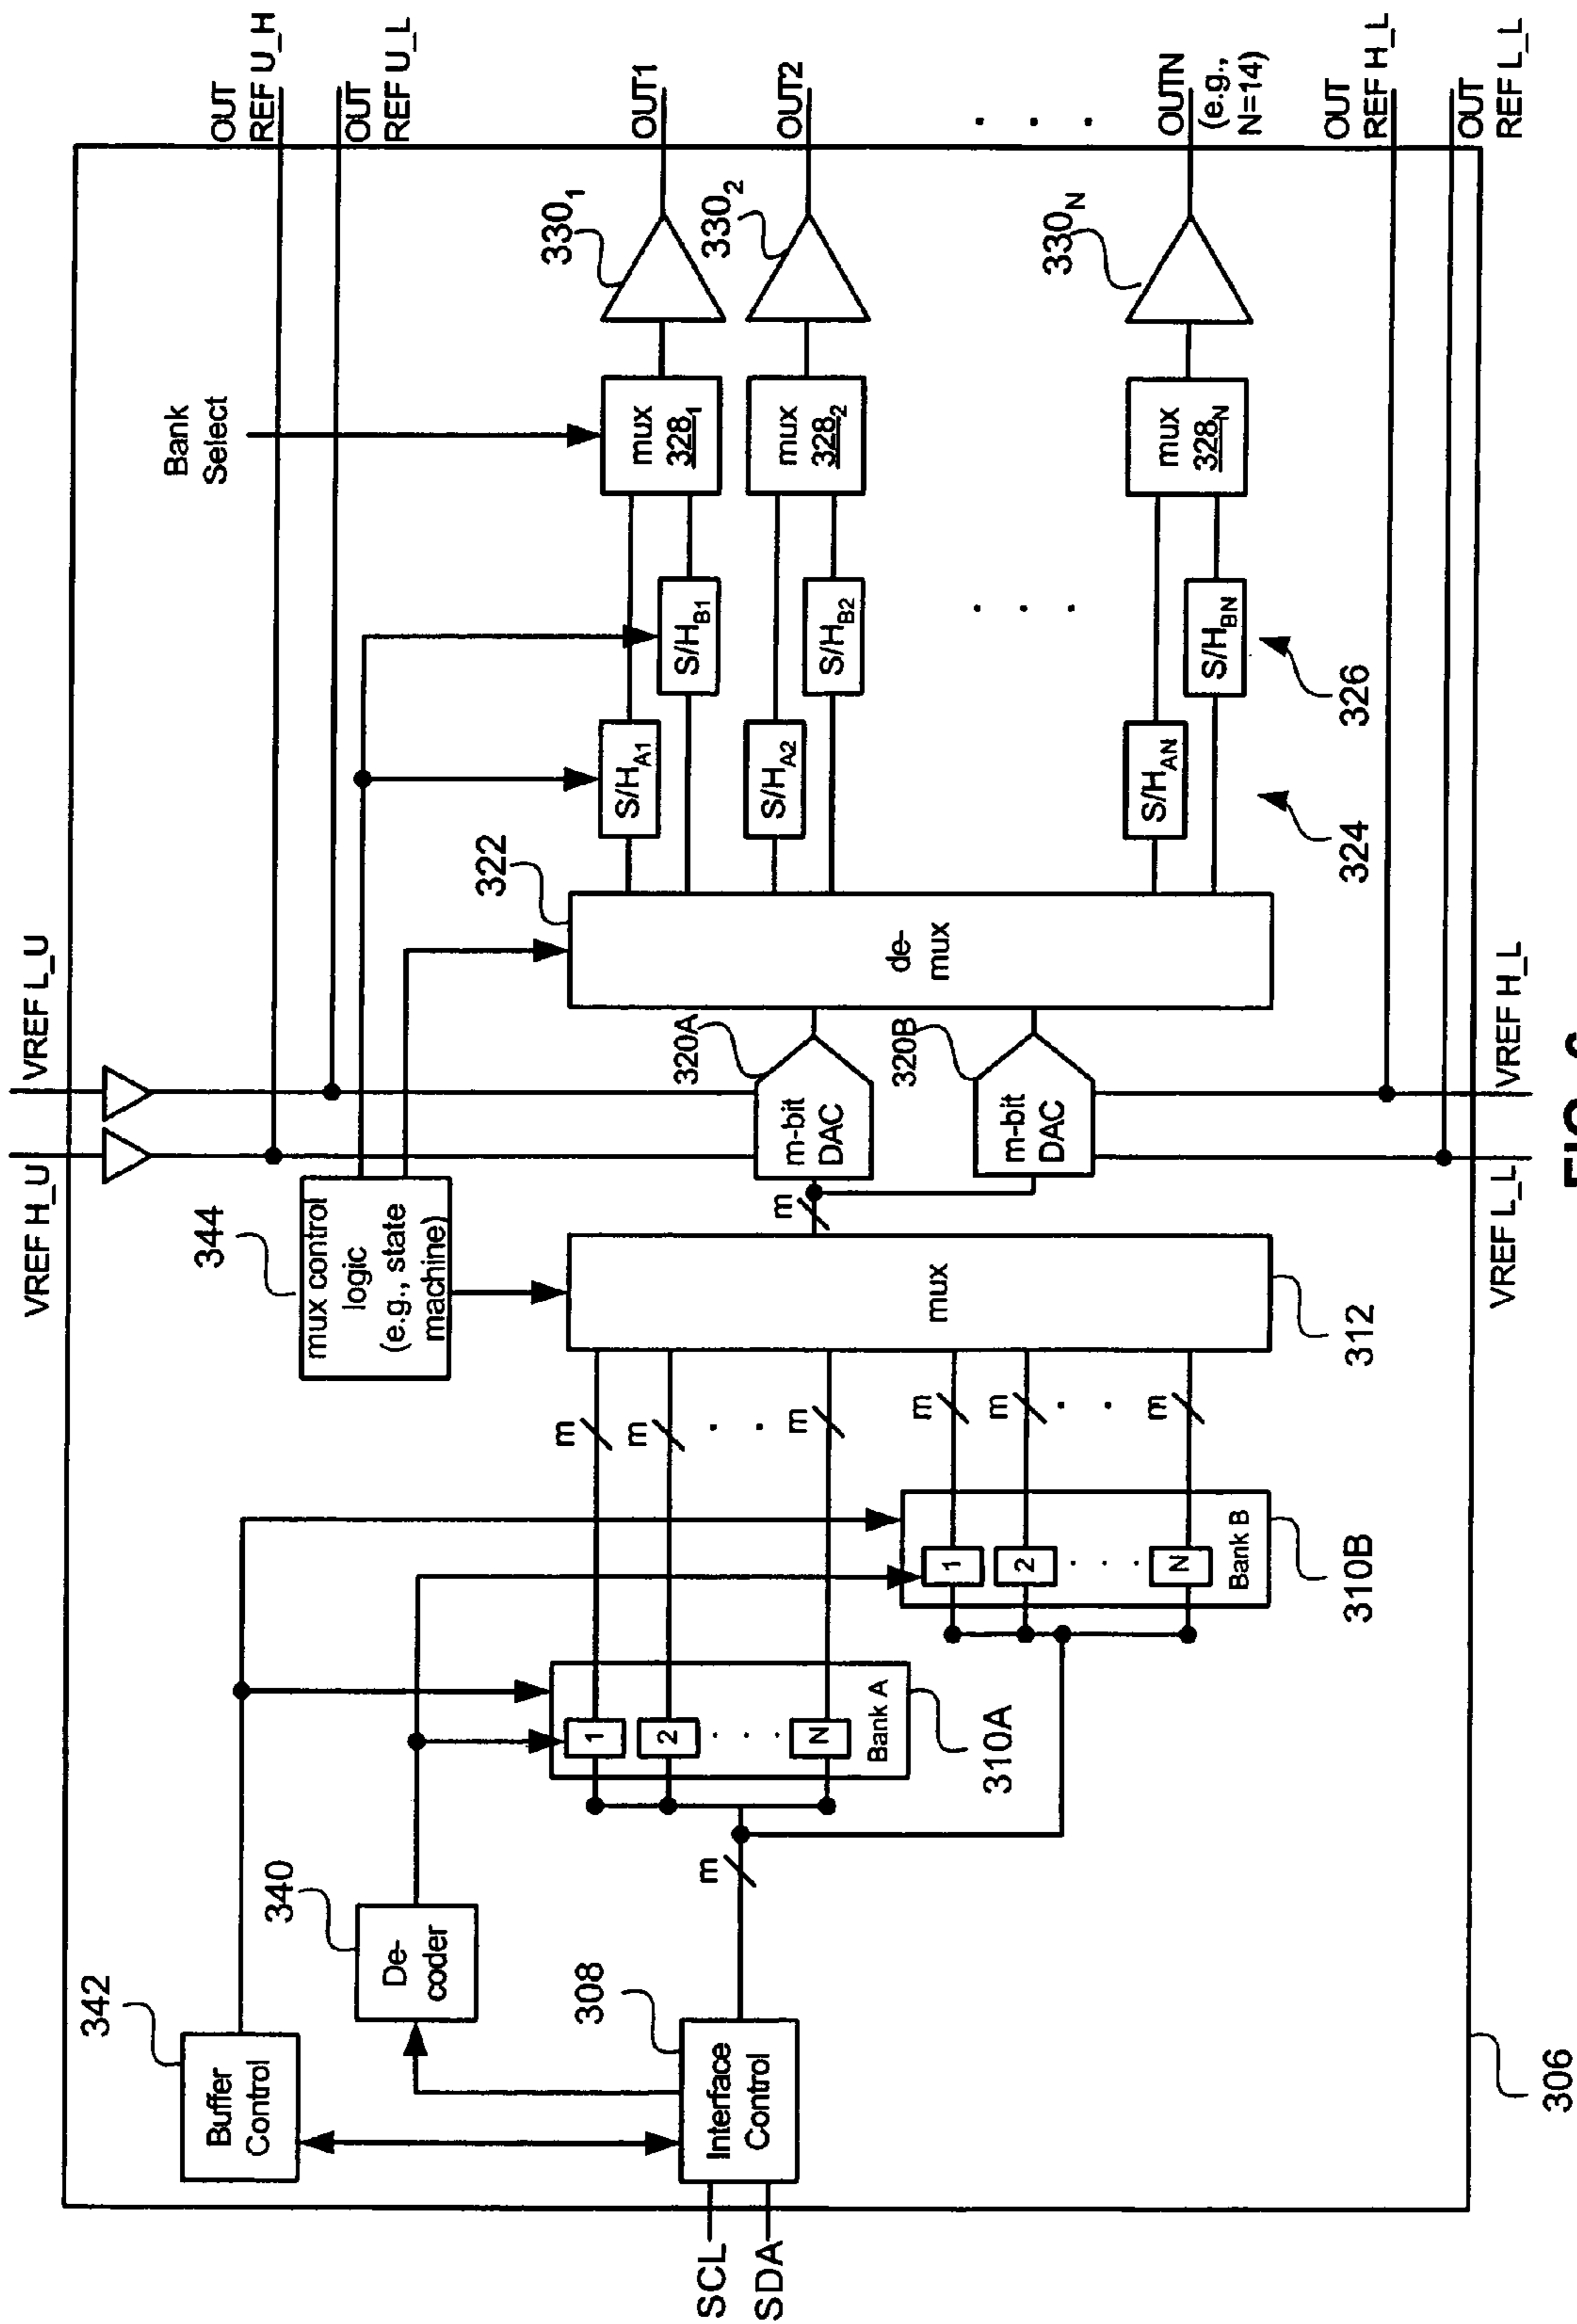 VREF H_U
VREF L_U
OUT
REF U_H
OUT
REF U_L
Bank
Select
342
Buffer
Control
340
De-
coder
344
mux control
logic
(e.g., state
machine)
308
Interface
Control
SCL
SDA
m
1
2
. . .
N
Bank A
310A
m
m
. .
m
1
2
. . .
N
Bank B
310B
m
m
. .
m
mux
312
m
m-bit
DAC
320A
m-bit
DAC
320B
de-
mux
322
S/HA1
S/HB1
mux
3281
3301
OUT1
S/HA2
S/HB2
mux
3282
3302
OUT2
. . .
. . .
S/HAN
S/HBN
mux
328N
330N
OUTN
(e.g.,
N=14)
324
326
OUT
REF H_L
OUT
REF L_L
VREF L_L
VREF H_L
306
FIG